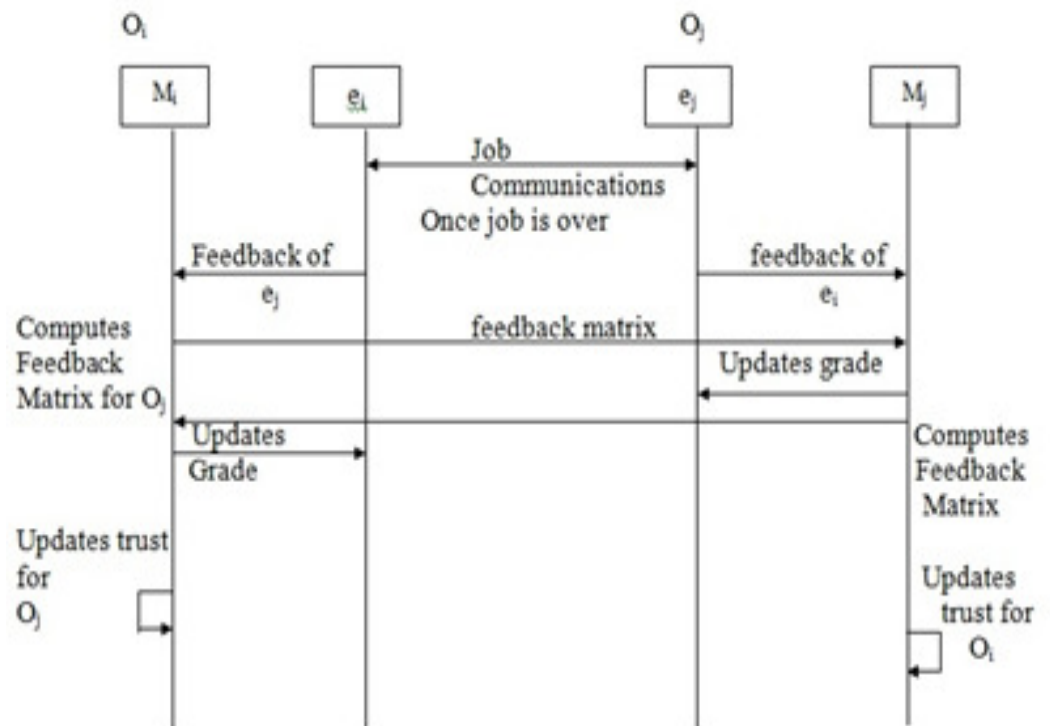 Oi
Oj
Mi
ei
ej
Mj
Job
Communications
Once job is over
Feedback of
ej
feedback of
ei
Computes
Feedback
Matrix for Oj
feedback matrix
Updates grade
Updates
Grade
Computes
Feedback
Matrix
Updates trust
for
Oj
Updates
trust for
Oi